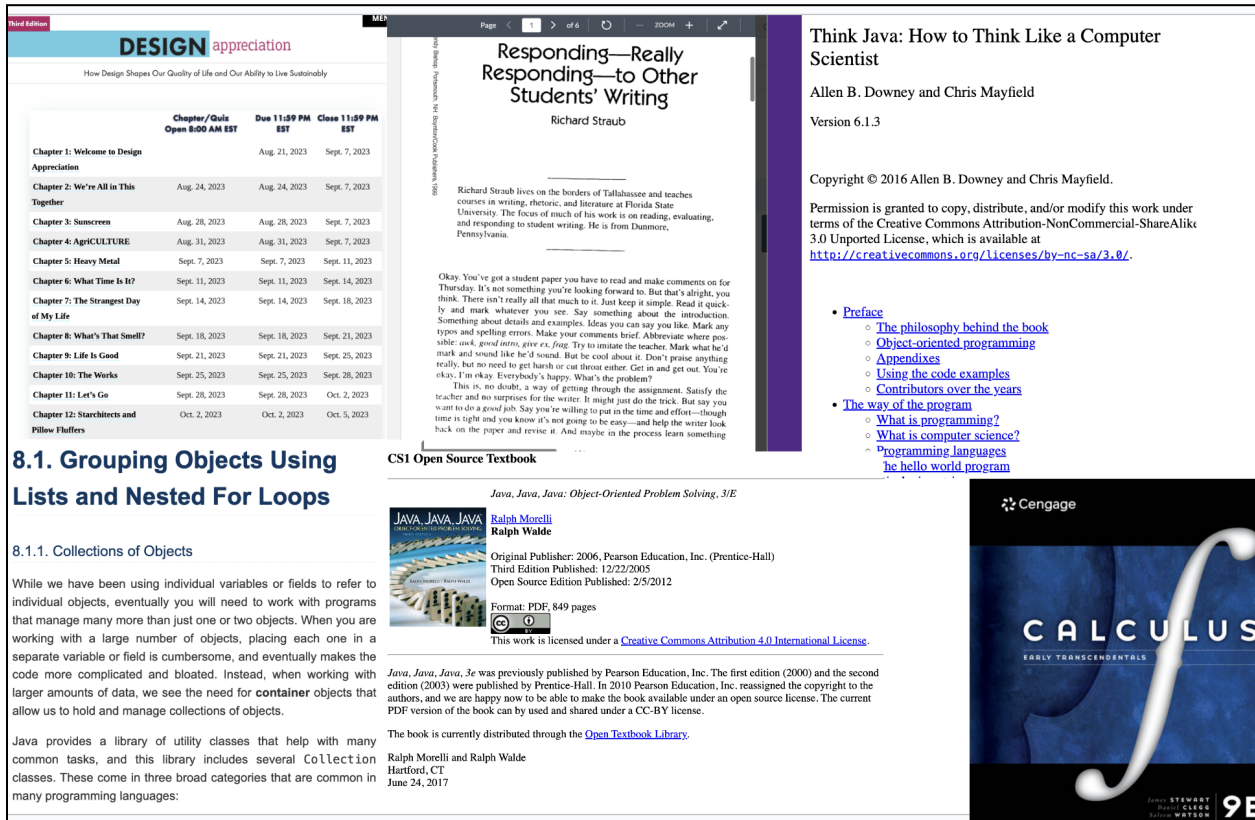 Third Edition
MEN
DESIGN appreciation
How Design Shapes Our Quality of Life and Our Ability to Live Sustainably
Chapter/Quiz Open 8:00 AM EST
Due 11:59 PM EST
Close 11:59 PM EST
Chapter 1: Welcome to Design Appreciation Aug. 21, 2023 Sept. 7, 2023
Chapter 2: We're All in This Together Aug. 24, 2023 Aug. 24, 2023 Sept. 7, 2023
Chapter 3: Sunscreen Aug. 28, 2023 Aug. 28, 2023 Sept. 7, 2023
Chapter 4: AgriCULTURE Aug. 31, 2023 Aug. 31, 2023 Sept. 7, 2023
Chapter 5: Heavy Metal Sept. 7, 2023 Sept. 7, 2023 Sept. 11, 2023
Chapter 6: What Time Is It? Sept. 11, 2023 Sept. 11, 2023 Sept. 14, 2023
Chapter 7: The Strangest Day of My Life Sept. 14, 2023 Sept. 14, 2023 Sept. 18, 2023
Chapter 8: What's That Smell? Sept. 18, 2023 Sept. 18, 2023 Sept. 21, 2023
Chapter 9: Life Is Good Sept. 21, 2023 Sept. 21, 2023 Sept. 25, 2023
Chapter 10: The Works Sept. 25, 2023 Sept. 25, 2023 Sept. 28, 2023
Chapter 11: Let's Go Sept. 28, 2023 Sept. 28, 2023 Oct. 2, 2023
Chapter 12: Starchitects and Pillow Fluffers Oct. 2, 2023 Oct. 2, 2023 Oct. 5, 2023
Page 1 of 6 ZOOM
Bishop. Portsmouth, NH: Boynton/Cook Publishers, 1999
Responding—Really
Responding—to Other
Students' Writing
Richard Straub
Richard Straub lives on the borders of Tallahassee and teaches
courses in writing, rhetoric, and literature at Florida State
University. The focus of much of his work is on reading, evaluating,
and responding to student writing. He is from Dunmore,
Pennsylvania.
Okay. You've got a student paper you have to read and make comments on for
Thursday. It's not something you're looking forward to. But that's alright, you
think. There isn't really all that much to it. Just keep it simple. Read it quick-
ly and mark whatever you see. Say something about the introduction.
Something about details and examples. Ideas you can say you like. Mark any
typos and spelling errors. Make your comments brief. Abbreviate where pos-
sible: awk, good intro, give ex, frag. Try to imitate the teacher. Mark what he'd
mark and sound like he'd sound. But be cool about it. Don't praise anything
really, but no need to get harsh or cut throat either. Get in and get out. You're
okay. I'm okay. Everybody's happy. What's the problem?
This is, no doubt, a way of getting through the assignment. Satisfy the
teacher and no surprises for the writer. It might just do the trick. But say you
want to do a good job. Say you're willing to put in the time and effort—though
time is tight and you know it's not going to be easy—and help the writer look
back on the paper and revise it. And maybe in the process learn something
Think Java: How to Think Like a Computer
Scientist
Allen B. Downey and Chris Mayfield
Version 6.1.3
Copyright © 2016 Allen B. Downey and Chris Mayfield.
Permission is granted to copy, distribute, and/or modify this work under
terms of the Creative Commons Attribution-NonCommercial-ShareAlike
3.0 Unported License, which is available at
http://creativecommons.org/licenses/by-nc-sa/3.0/.
Preface
The philosophy behind the book
Object-oriented programming
Appendixes
Using the code examples
Contributors over the years
The way of the program
What is programming?
What is computer science?
Programming languages
he hello world program
8.1. Grouping Objects Using
Lists and Nested For Loops
8.1.1. Collections of Objects
While we have been using individual variables or fields to refer to
individual objects, eventually you will need to work with programs
that manage many more than just one or two objects. When you are
working with a large number of objects, placing each one in a
separate variable or field is cumbersome, and eventually makes the
code more complicated and bloated. Instead, when working with
larger amounts of data, we see the need for container objects that
allow us to hold and manage collections of objects.
Java provides a library of utility classes that help with many
common tasks, and this library includes several Collection
classes. These come in three broad categories that are common in
many programming languages:
CS1 Open Source Textbook
Java, Java, Java: Object-Oriented Problem Solving, 3/E
JAVA, JAVA, JAVA
OBJECT-ORIENTED PROBLEM SOLVING
RALPH MORELLI / RALPH WALDE
Ralph Morelli
Ralph Walde
Original Publisher: 2006, Pearson Education, Inc. (Prentice-Hall)
Third Edition Published: 12/22/2005
Open Source Edition Published: 2/5/2012
Format: PDF, 849 pages
cc BY
This work is licensed under a Creative Commons Attribution 4.0 International License.
Java, Java, Java, 3e was previously published by Pearson Education, Inc. The first edition (2000) and the second
edition (2003) were published by Prentice-Hall. In 2010 Pearson Education, Inc. reassigned the copyright to the
authors, and we are happy now to be able to make the book available under an open source license. The current
PDF version of the book can by used and shared under a CC-BY license.
The book is currently distributed through the Open Textbook Library.
Ralph Morelli and Ralph Walde
Hartford, CT
June 24, 2017
Cengage
CALCULUS
EARLY TRANSCENDENTALS
James STEWART
Daniel CLEGG
Saleem WATSON
9E